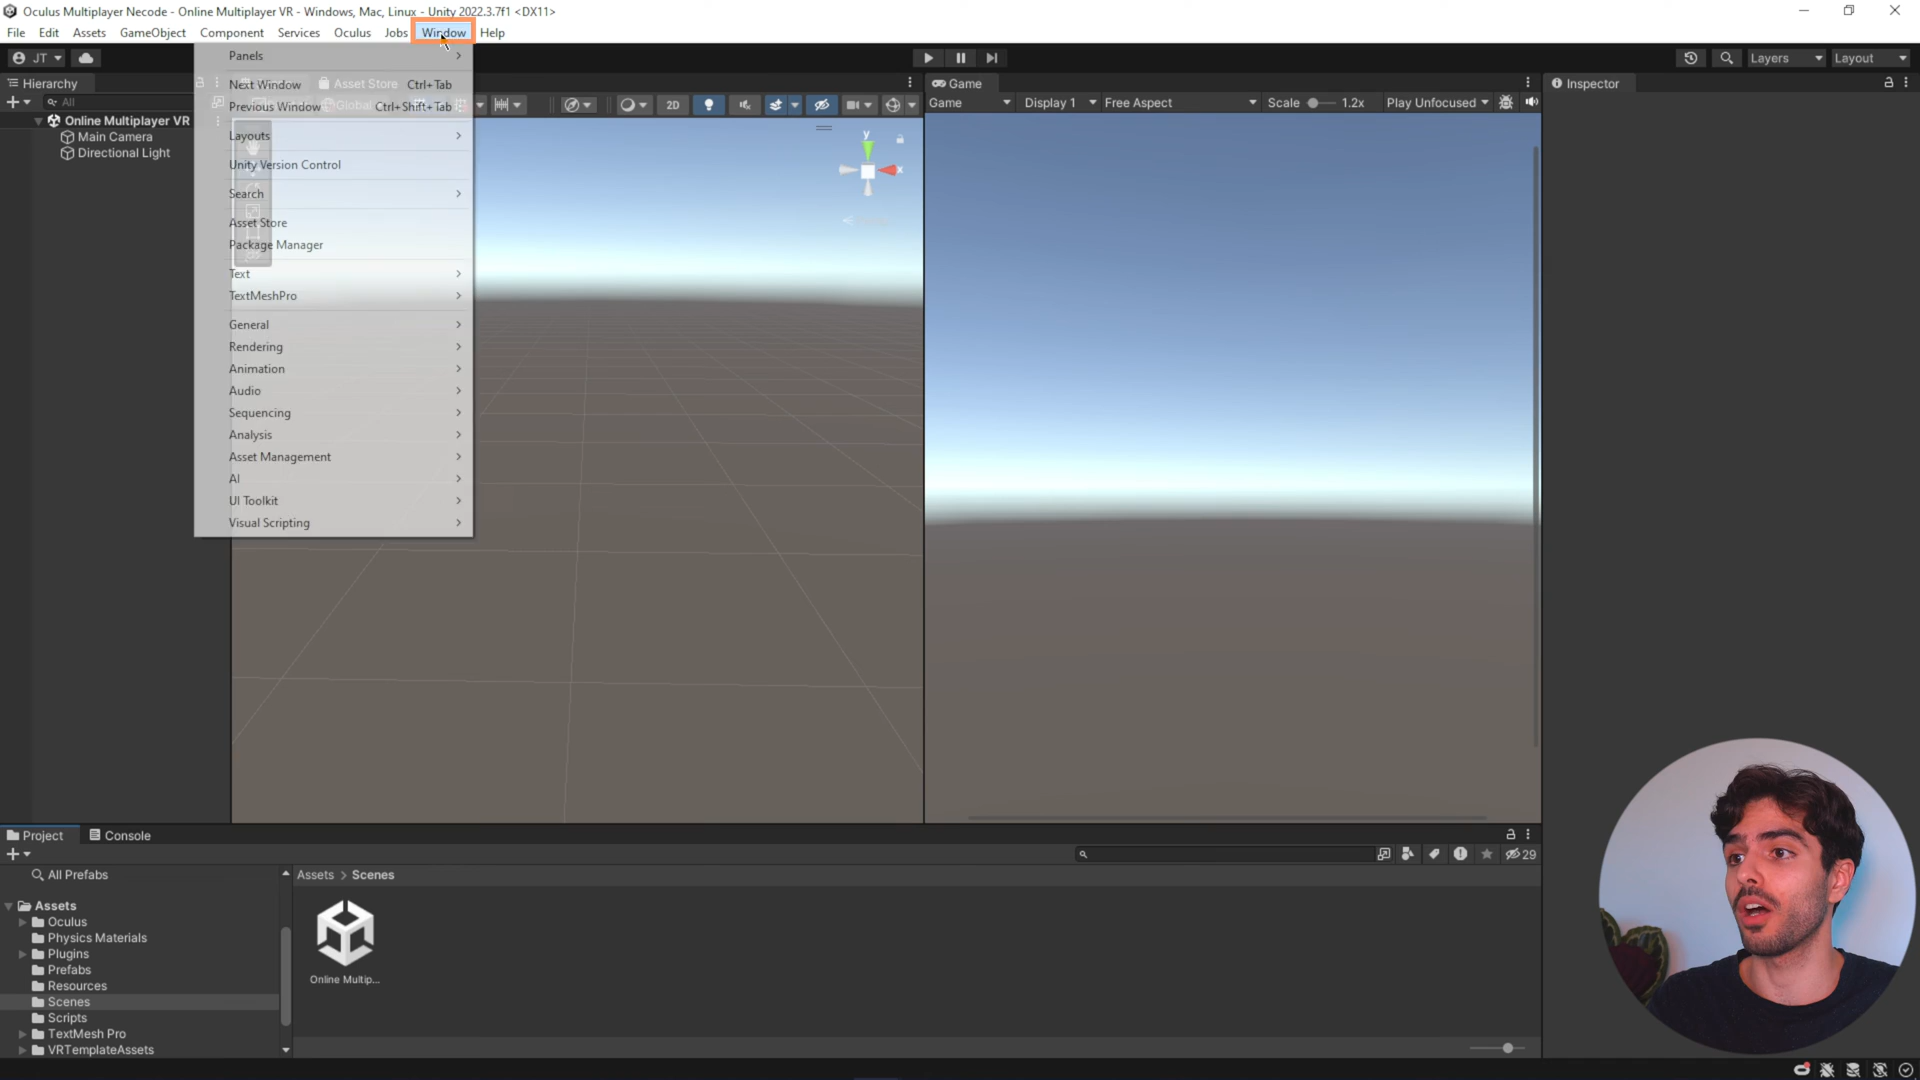 Oculus Multiplayer Necode - Online Multiplayer VR - Windows, Mac, Linux - Unity 2022.3.7f1 <DX11>
File Edit Assets GameObject Component Services Oculus Jobs Window Help
JT
Layers Layout
Panels
Next Window Ctrl+Tab
Previous Window Ctrl+Shift+Tab
Layouts
Unity Version Control
Search
Asset Store
Package Manager
Text
TextMeshPro
General
Rendering
Animation
Audio
Sequencing
Analysis
Asset Management
AI
UI Toolkit
Visual Scripting
Hierarchy
All
Online Multiplayer VR
Main Camera
Directional Light
Asset Store
Global
2D
y
x
Game
Game Display 1 Free Aspect Scale 1.2x Play Unfocused
Inspector
Project Console
29
All Prefabs
Assets
Oculus
Physics Materials
Plugins
Prefabs
Resources
Scenes
Scripts
TextMesh Pro
VRTemplateAssets
Assets > Scenes
Online Multip...